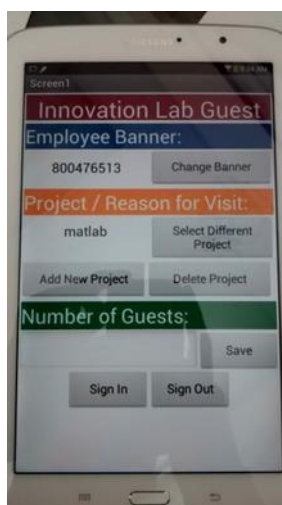 SAMSUNG
Screen1
Innovation Lab Guest
Employee Banner:
800476513 Change Banner
Project / Reason for Visit:
matlab Select Different
Project
Add New Project Delete Project
Number of Guests:
Save
Sign In Sign Out